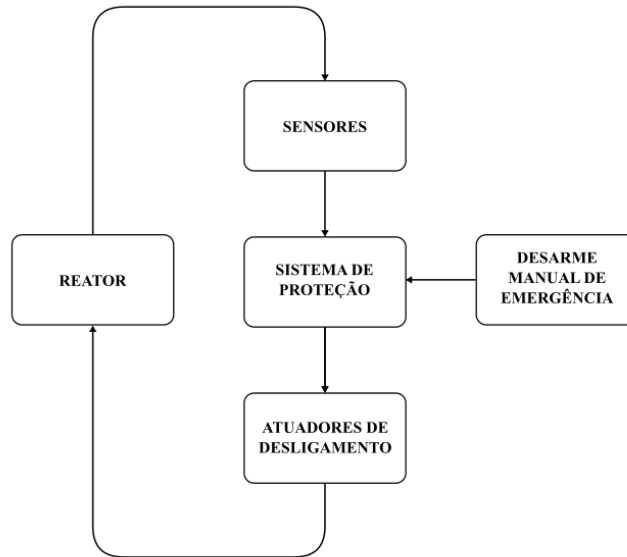 SENSORES
REATOR
SISTEMA DE
PROTEÇÃO
DESARME
MANUAL DE
EMERGÊNCIA
ATUADORES DE
DESLIGAMENTO